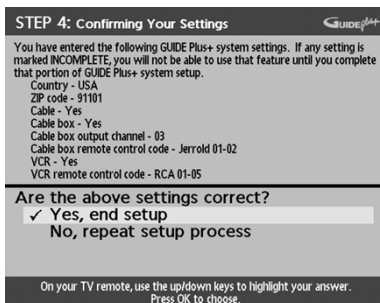 STEP 4: Confirming Your Settings
GUIDE Plus+
You have entered the following GUIDE Plus+ system settings. If any setting is
marked INCOMPLETE, you will not be able to use that feature until you complete
that portion of GUIDE Plus+ system setup.
Country - USA
ZIP code - 91101
Cable - Yes
Cable box - Yes
Cable box output channel - 03
Cable box remote control code - Jerrold 01-02
VCR - Yes
VCR remote control code - RCA 01-05
Are the above settings correct?
✓ Yes, end setup
No, repeat setup process
On your TV remote, use the up/down keys to highlight your answer.
Press OK to choose.